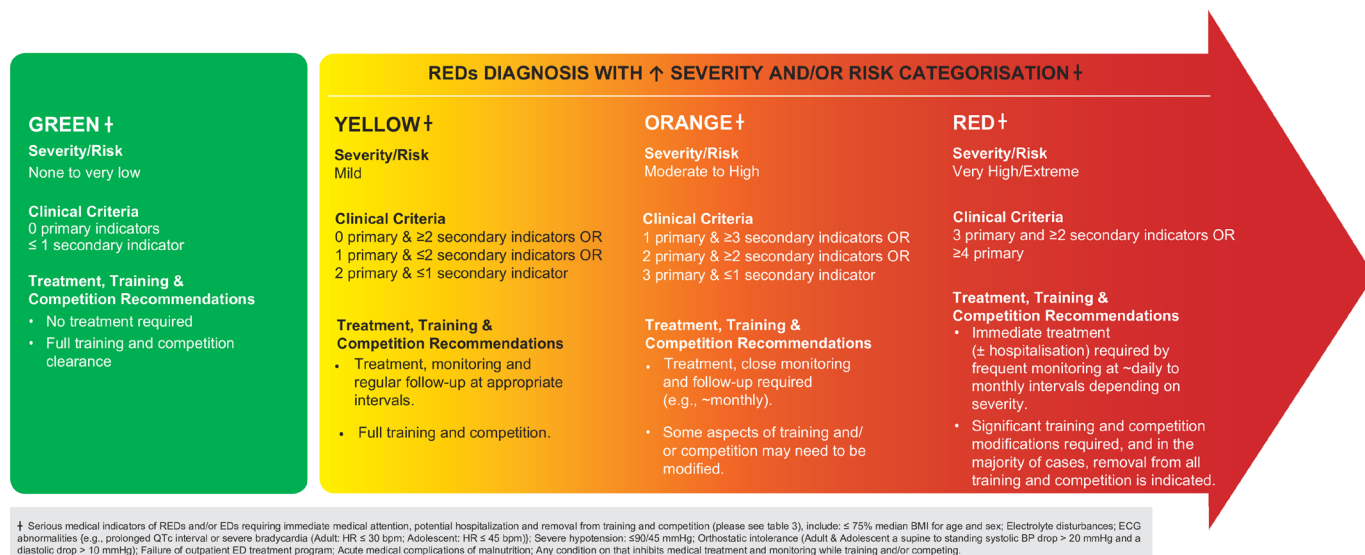 REDs DIAGNOSIS WITH ↑ SEVERITY AND/OR RISK CATEGORISATION ⸸
GREEN ⸸
Severity/Risk
None to very low
Clinical Criteria
0 primary indicators
≤ 1 secondary indicator
Treatment, Training &
Competition Recommendations
• No treatment required
• Full training and competition
clearance
YELLOW ⸸
Severity/Risk
Mild
Clinical Criteria
0 primary & ≥2 secondary indicators OR
1 primary & ≤2 secondary indicators OR
2 primary & ≤1 secondary indicator
Treatment, Training &
Competition Recommendations
• Treatment, monitoring and
regular follow-up at appropriate
intervals.
• Full training and competition.
ORANGE ⸸
Severity/Risk
Moderate to High
Clinical Criteria
1 primary & ≥3 secondary indicators OR
2 primary & ≥2 secondary indicators OR
3 primary & ≤1 secondary indicator
Treatment, Training &
Competition Recommendations
• Treatment, close monitoring
and follow-up required
(e.g., ~monthly).
• Some aspects of training and/
or competition may need to be
modified.
RED ⸸
Severity/Risk
Very High/Extreme
Clinical Criteria
3 primary and ≥2 secondary indicators OR
≥4 primary
Treatment, Training &
Competition Recommendations
• Immediate treatment
(± hospitalisation) required by
frequent monitoring at ~daily to
monthly intervals depending on
severity.
• Significant training and competition
modifications required, and in the
majority of cases, removal from all
training and competition is indicated.
⸸ Serious medical indicators of REDs and/or EDs requiring immediate medical attention, potential hospitalization and removal from training and competition (please see table 3), include: ≤ 75% median BMI for age and sex; Electrolyte disturbances; ECG
abnormalities {e.g., prolonged QTc interval or severe bradycardia (Adult: HR ≤ 30 bpm; Adolescent: HR ≤ 45 bpm)}; Severe hypotension: ≤90/45 mmHg; Orthostatic intolerance (Adult & Adolescent a supine to standing systolic BP drop > 20 mmHg and a
diastolic drop > 10 mmHg); Failure of outpatient ED treatment program; Acute medical complications of malnutrition; Any condition on that inhibits medical treatment and monitoring while training and/or competing.